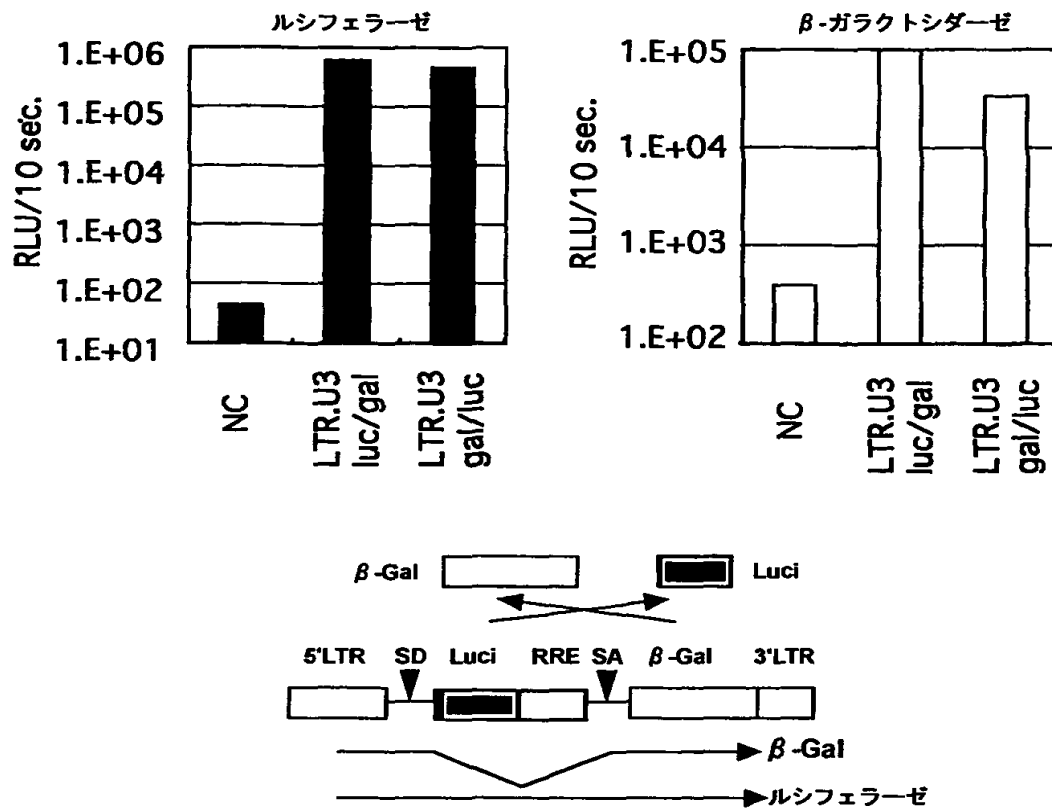 ルシフェラーゼ
RLU/10 sec.
1.E+06
1.E+05
1.E+04
1.E+03
1.E+02
1.E+01
NC
LTR.U3
luc/gal
LTR.U3
gal/luc
β-ガラクトシダーゼ
RLU/10 sec.
1.E+05
1.E+04
1.E+03
1.E+02
NC
LTR.U3
luc/gal
LTR.U3
gal/luc
β-Gal
Luci
5'LTR SD Luci RRE SA β-Gal 3'LTR
β-Gal
ルシフェラーゼ